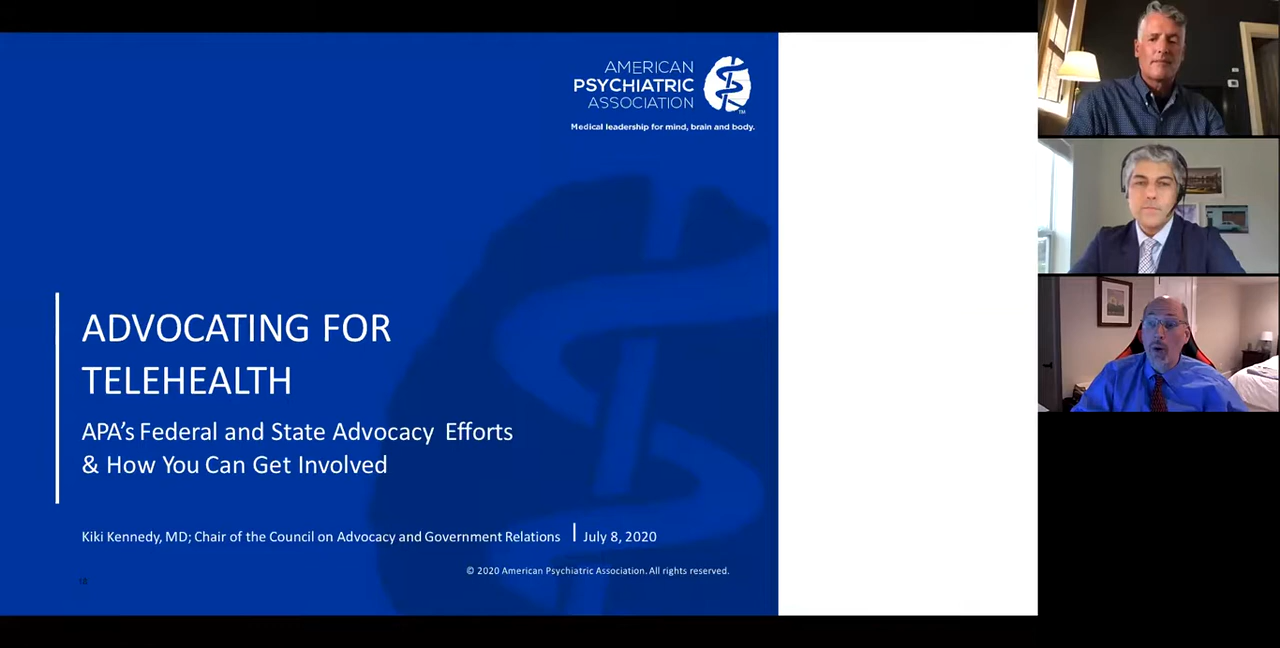 AMERICAN
PSYCHIATRIC
ASSOCIATION
TM
Medical leadership for mind, brain and body.
ADVOCATING FOR
TELEHEALTH
APA's Federal and State Advocacy Efforts
& How You Can Get Involved
Kiki Kennedy, MD; Chair of the Council on Advocacy and Government Relations | July 8, 2020
© 2020 American Psychiatric Association. All rights reserved.
18